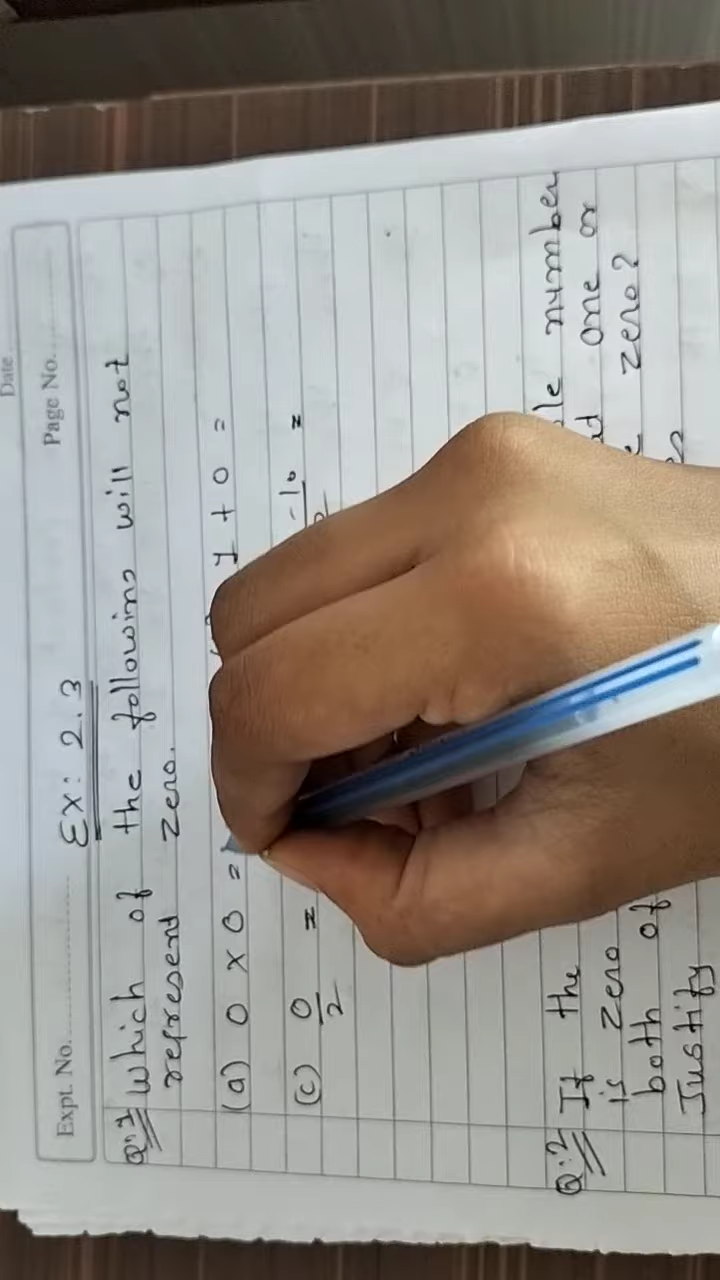 Date
Expt. No.
Page No.
Ex: 2.3
Q:1 Which of the following will not
represent zero.
(a) 0 × 0 = 1 + 0 =
(c) 0/2 = =
Q:2 If the number
is zero one or
both of zero?
Justify